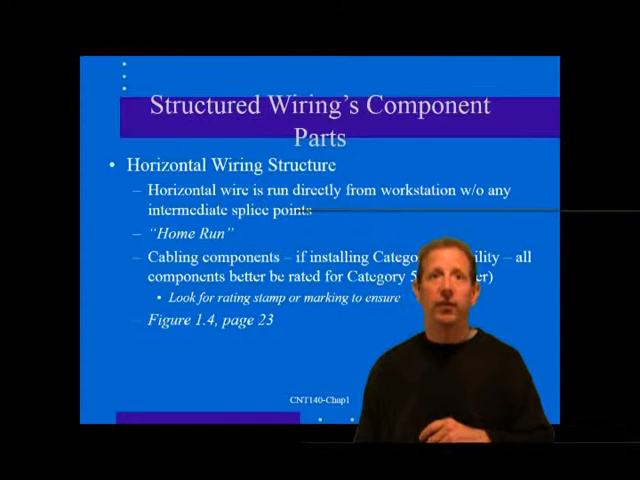 Structured Wiring's Component
Parts
• Horizontal Wiring Structure
– Horizontal wire is run directly from workstation w/o any
intermediate splice points
– "Home Run"
– Cabling components – if installing – all
components better be rated for Category 5
• Look for rating stamp or marking to ensure
– Figure 1.4, page 23
CNT140-Chap1